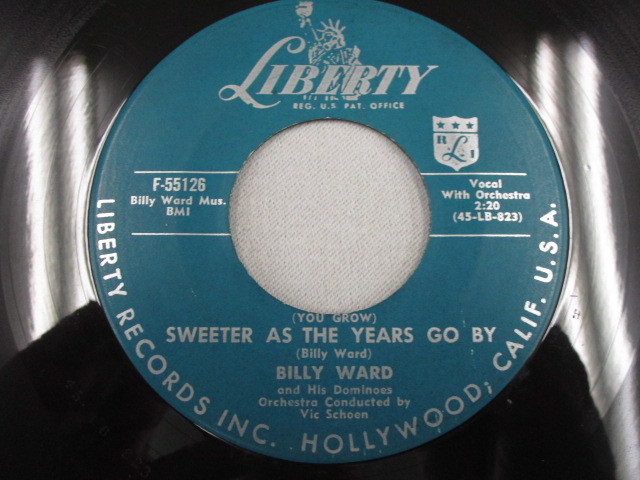 LIBERTY
REG. U.S. PAT. OFFICE
R L I
F-55126
Billy Ward Mus.
BMI
Vocal
With Orchestra
2:20
(45-LB-823)
(YOU GROW)
SWEETER AS THE YEARS GO BY
(Billy Ward)
BILLY WARD
and His Dominoes
Orchestra Conducted by
Vic Schoen
LIBERTY RECORDS INC. HOLLYWOOD, CALIF. U.S.A.